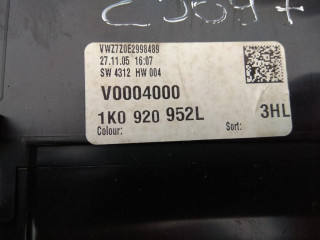 VWZ7Z0E2998489
27.11.05 16:07
SW 4312 HW 004
V0004000
1K0 920 952L 3HL
Colour: Sort: